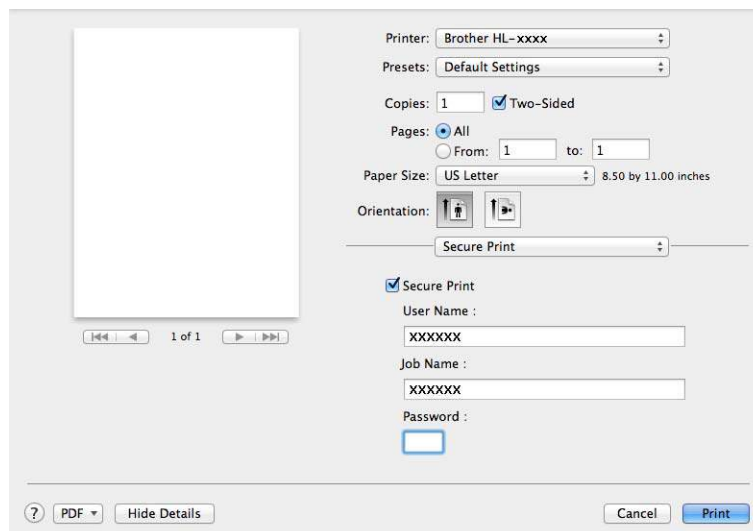 Printer: Brother HL-xxxx
Presets: Default Settings
Copies: 1 Two-Sided
Pages: All
From: 1 to: 1
Paper Size: US Letter 8.50 by 11.00 inches
Orientation:
Secure Print
Secure Print
User Name :
XXXXXX
Job Name :
XXXXXX
Password :
1 of 1
? PDF Hide Details Cancel Print